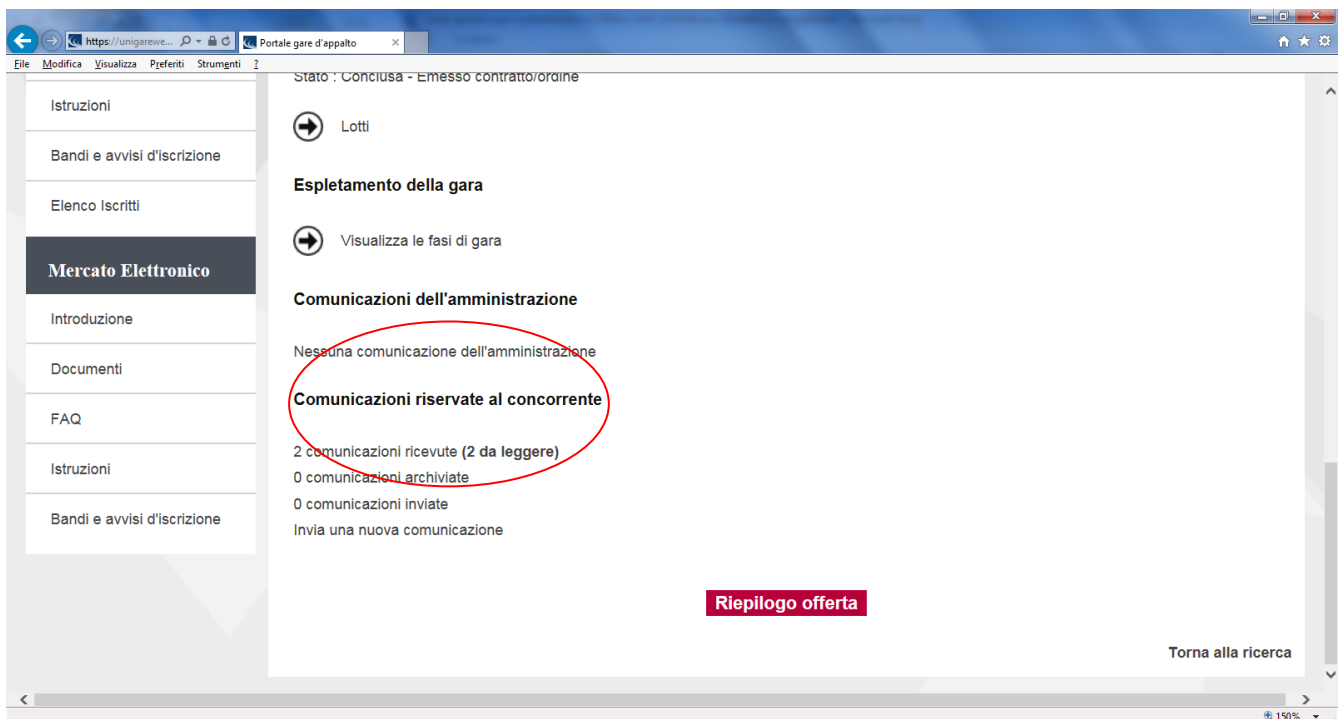 https://unigarewe...
Portale gare d'appalto
File Modifica Visualizza Preferiti Strumenti ?
Istruzioni
Bandi e avvisi d'iscrizione
Elenco Iscritti
Mercato Elettronico
Introduzione
Documenti
FAQ
Istruzioni
Bandi e avvisi d'iscrizione
Stato : Conclusa - Emesso contratto/ordine
Lotti
Espletamento della gara
Visualizza le fasi di gara
Comunicazioni dell'amministrazione
Nessuna comunicazione dell'amministrazione
Comunicazioni riservate al concorrente
2 comunicazioni ricevute (2 da leggere)
0 comunicazioni archiviate
0 comunicazioni inviate
Invia una nuova comunicazione
Riepilogo offerta
Torna alla ricerca
150%